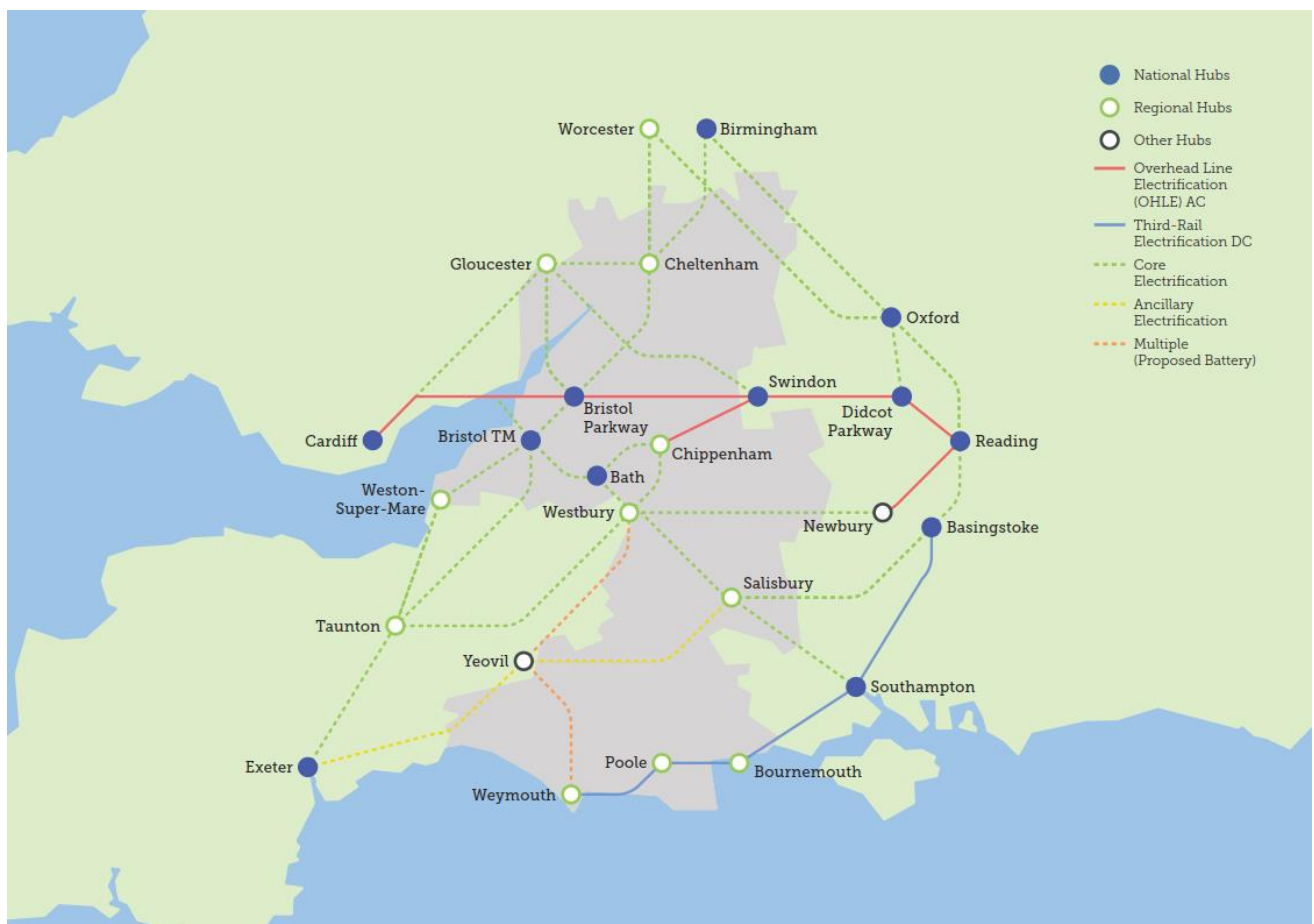 National Hubs
Regional Hubs
Other Hubs
Overhead Line
Electrification
(OHLE) AC
Third-Rail
Electrification DC
Core
Electrification
Ancillary
Electrification
Multiple
(Proposed Battery)
Worcester
Birmingham
Gloucester
Cheltenham
Oxford
Swindon
Bristol
Parkway
Didcot
Parkway
Cardiff
Bristol TM
Chippenham
Reading
Bath
Weston-
Super-Mare
Westbury
Newbury
Basingstoke
Salisbury
Taunton
Yeovil
Southampton
Exeter
Poole
Bournemouth
Weymouth